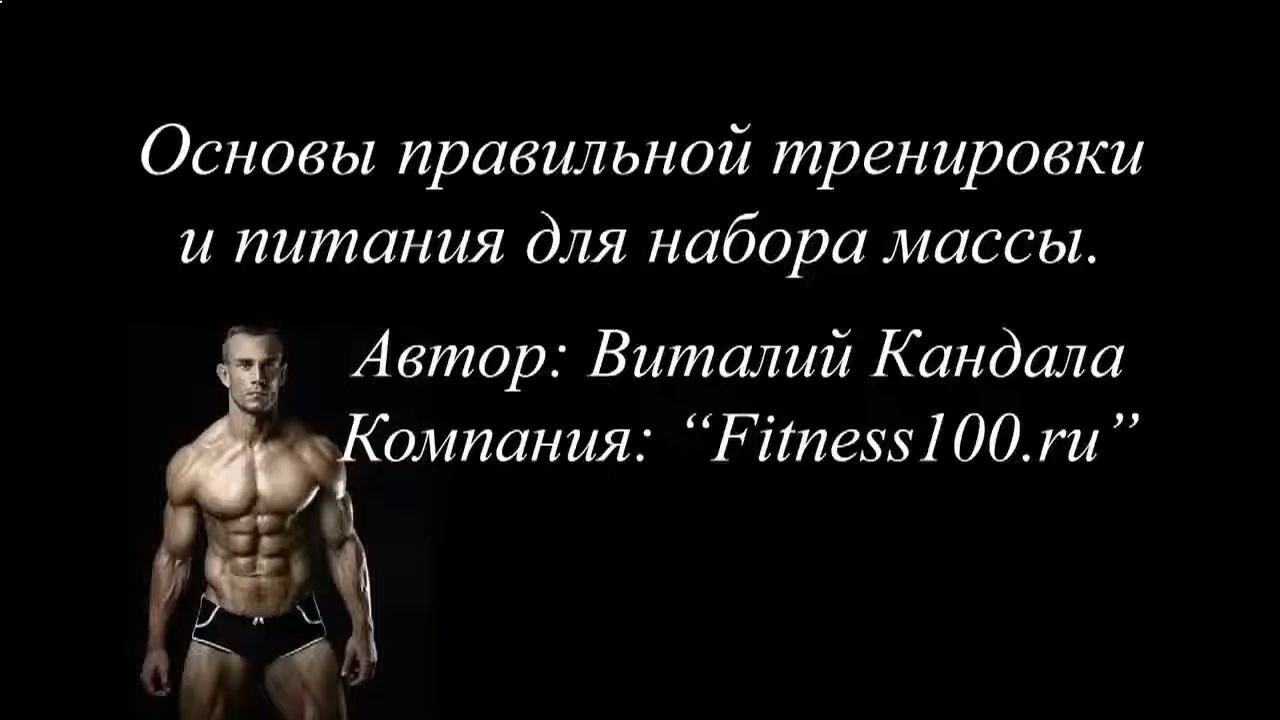 Основы правильной тренировки
и питания для набора массы.
Автор: Виталий Кандала
Компания: “Fitness100.ru”